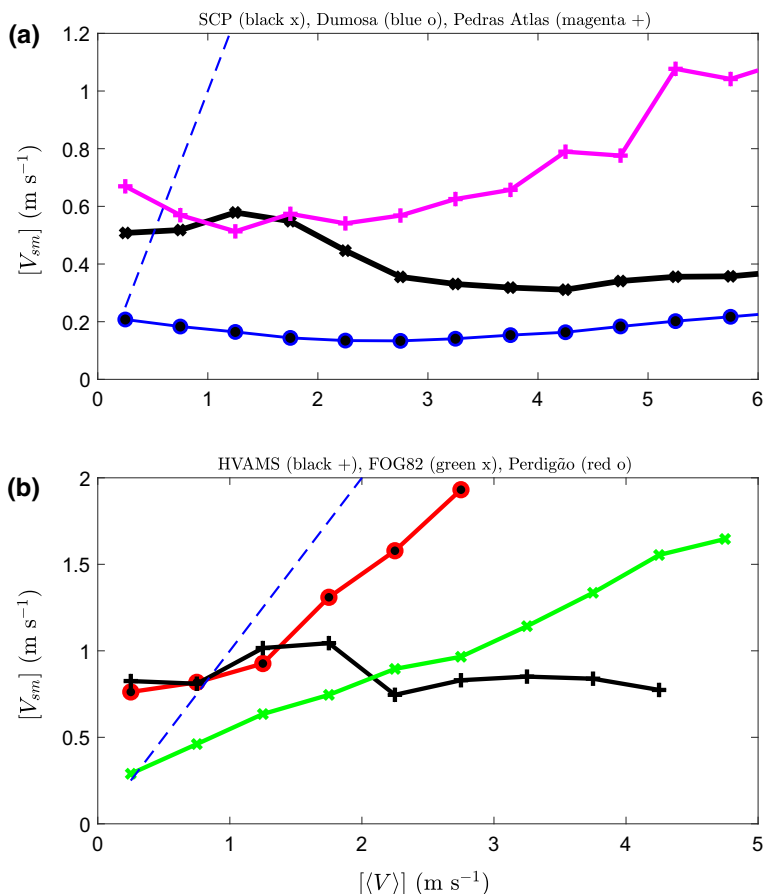 (a)
SCP (black x), Dumosa (blue o), Pedras Atlas (magenta +)
1.2
1
0.8
0.6
0.4
0.2
0
[V_sm] (m s⁻¹)
0 1 2 3 4 5 6
(b)
HVAMS (black +), FOG82 (green x), Perdigão (red o)
2
1.5
1
0.5
0
[V_sm] (m s⁻¹)
0 1 2 3 4 5
[⟨V⟩] (m s⁻¹)